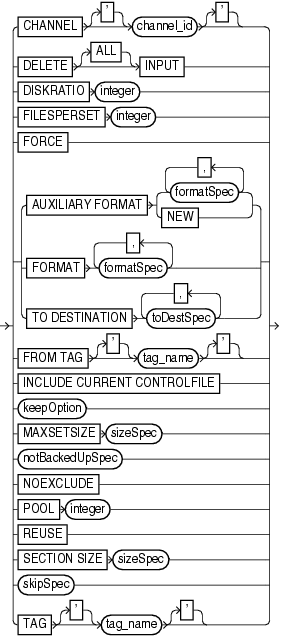 CHANNEL ' channel_id '
DELETE ALL INPUT
DISKRATIO integer
FILESPERSET integer
FORCE
,
formatSpec
AUXILIARY FORMAT NEW
,
FORMAT formatSpec
,
TO DESTINATION toDestSpec
FROM TAG ' tag_name '
INCLUDE CURRENT CONTROLFILE
keepOption
MAXSETSIZE sizeSpec
notBackedUpSpec
NOEXCLUDE
POOL integer
REUSE
SECTION SIZE sizeSpec
skipSpec
TAG ' tag_name '